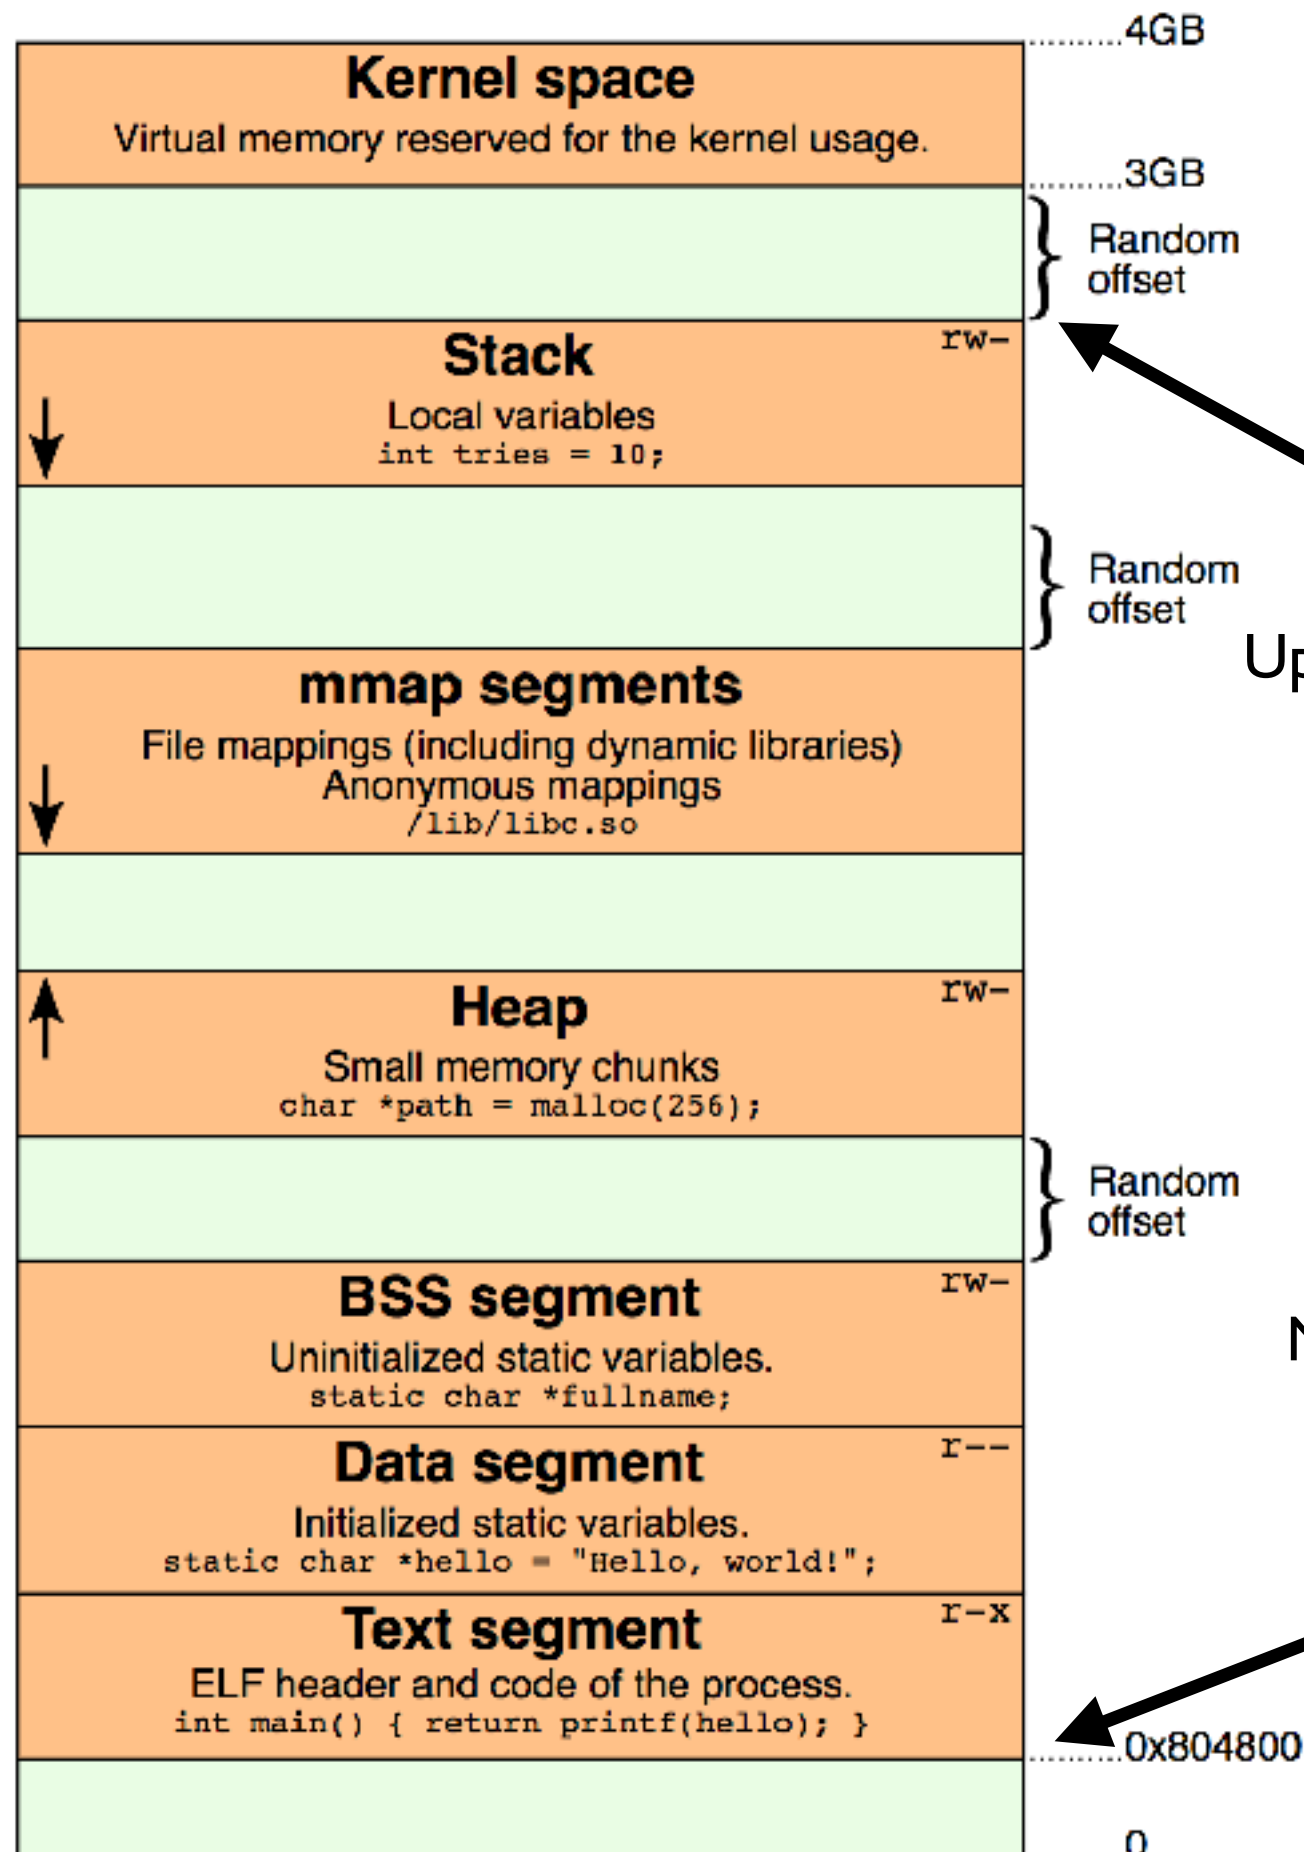 4GB
Kernel space
Virtual memory reserved for the kernel usage.
3GB
Random
offset
rw-
Stack
Local variables
int tries = 10;
Random
offset
Up
mmap segments
File mappings (including dynamic libraries)
Anonymous mappings
/lib/libc.so
rw-
Heap
Small memory chunks
char *path = malloc(256);
Random
offset
rw-
BSS segment
Uninitialized static variables.
static char *fullname;
r--
Data segment
Initialized static variables.
static char *hello = "Hello, world!";
r-x
Text segment
ELF header and code of the process.
int main() { return printf(hello); }
0x804800
0